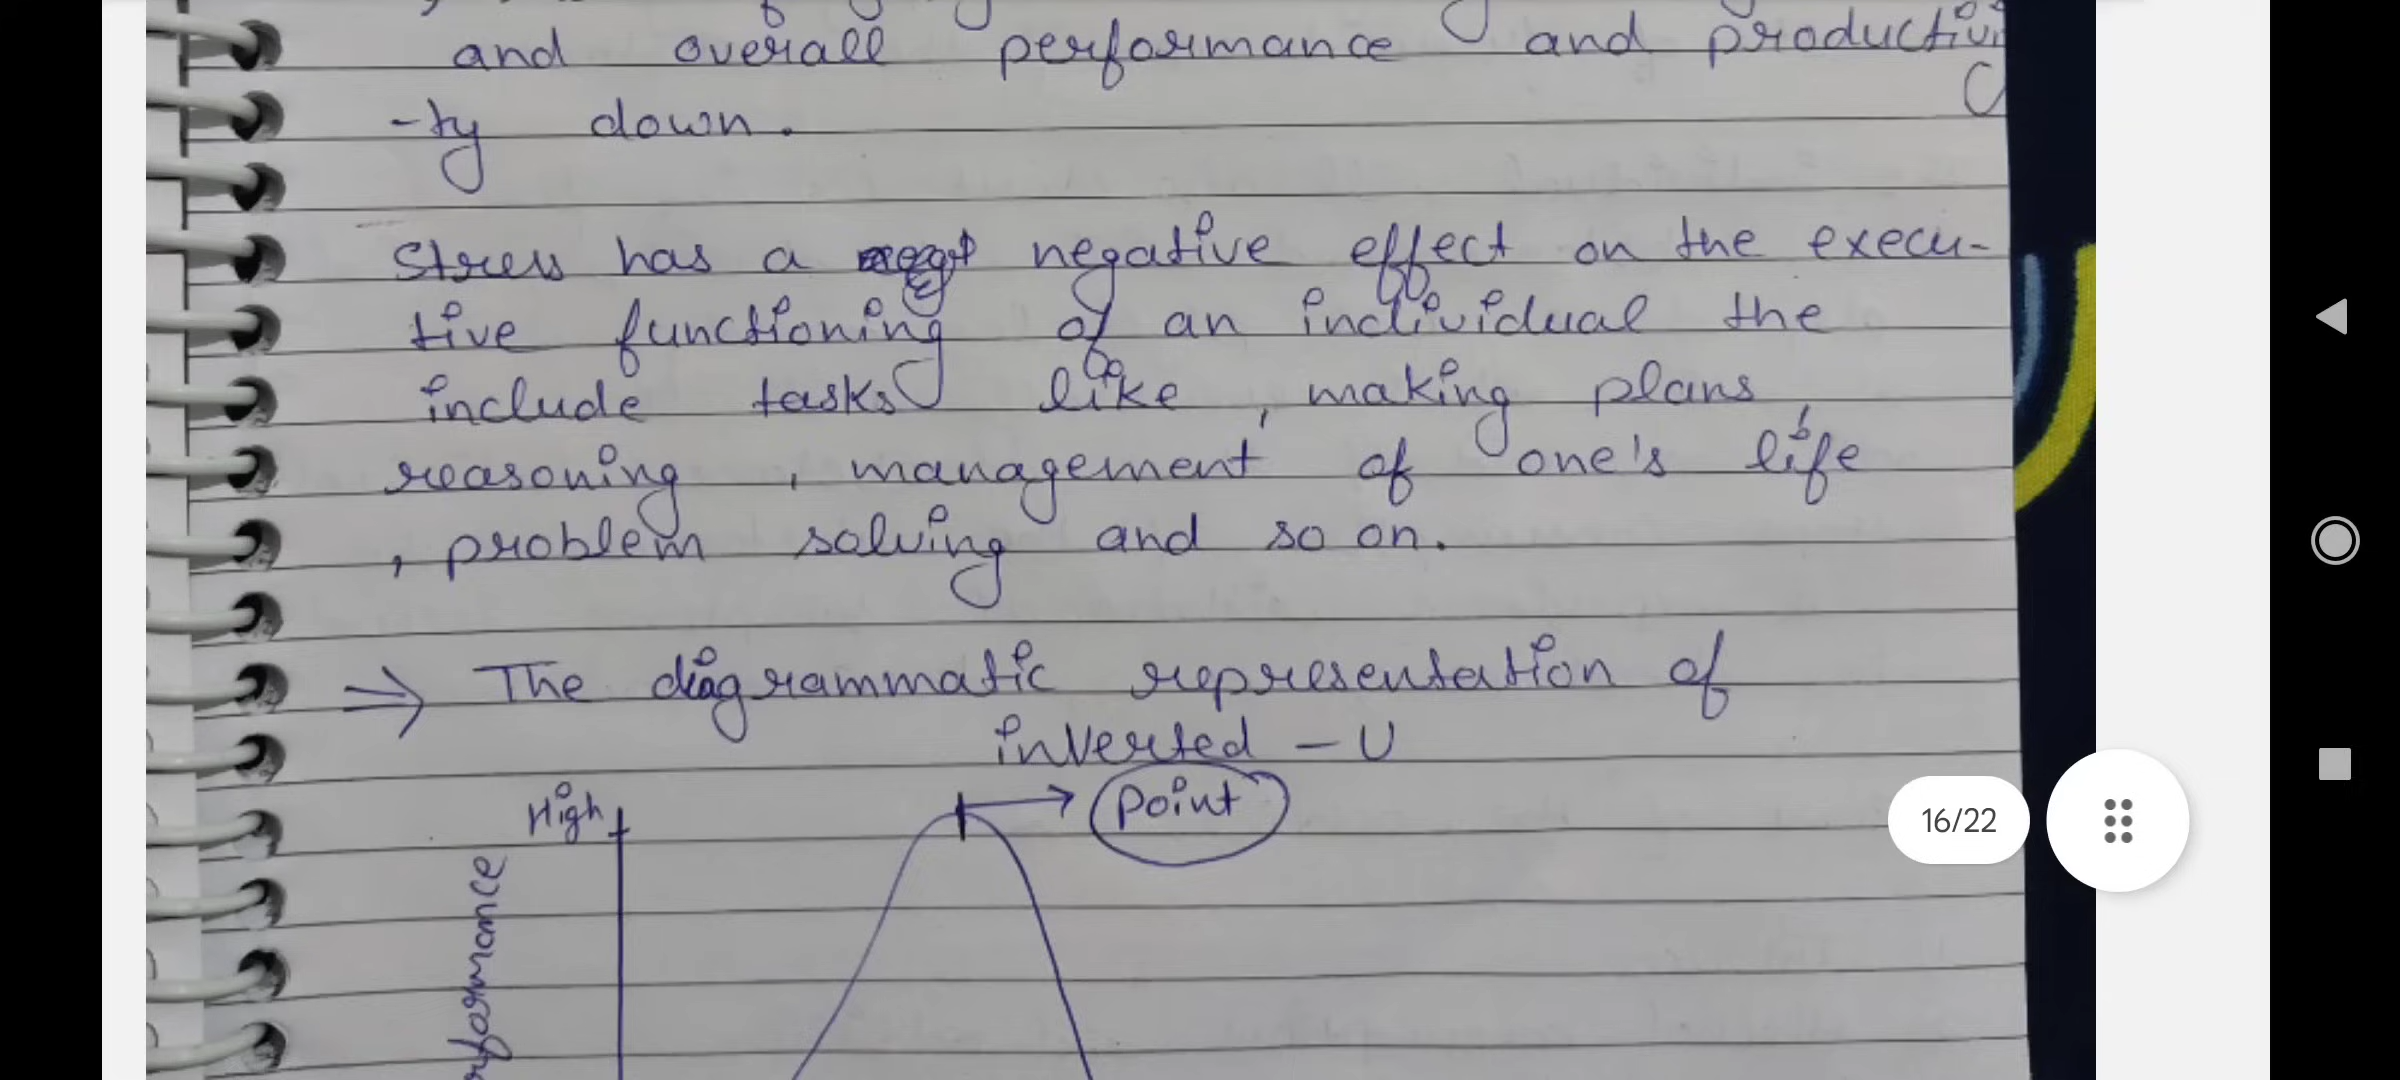 and overall performance and productivi
-ty down.
Stress has a negative effect on the execu-
tive functioning of an individual the
include tasks like, making plans,
reasoning, management of one's life
, problem solving and so on.
⇒ The diagrammatic representation of
inverted - U
High
Point
16/22